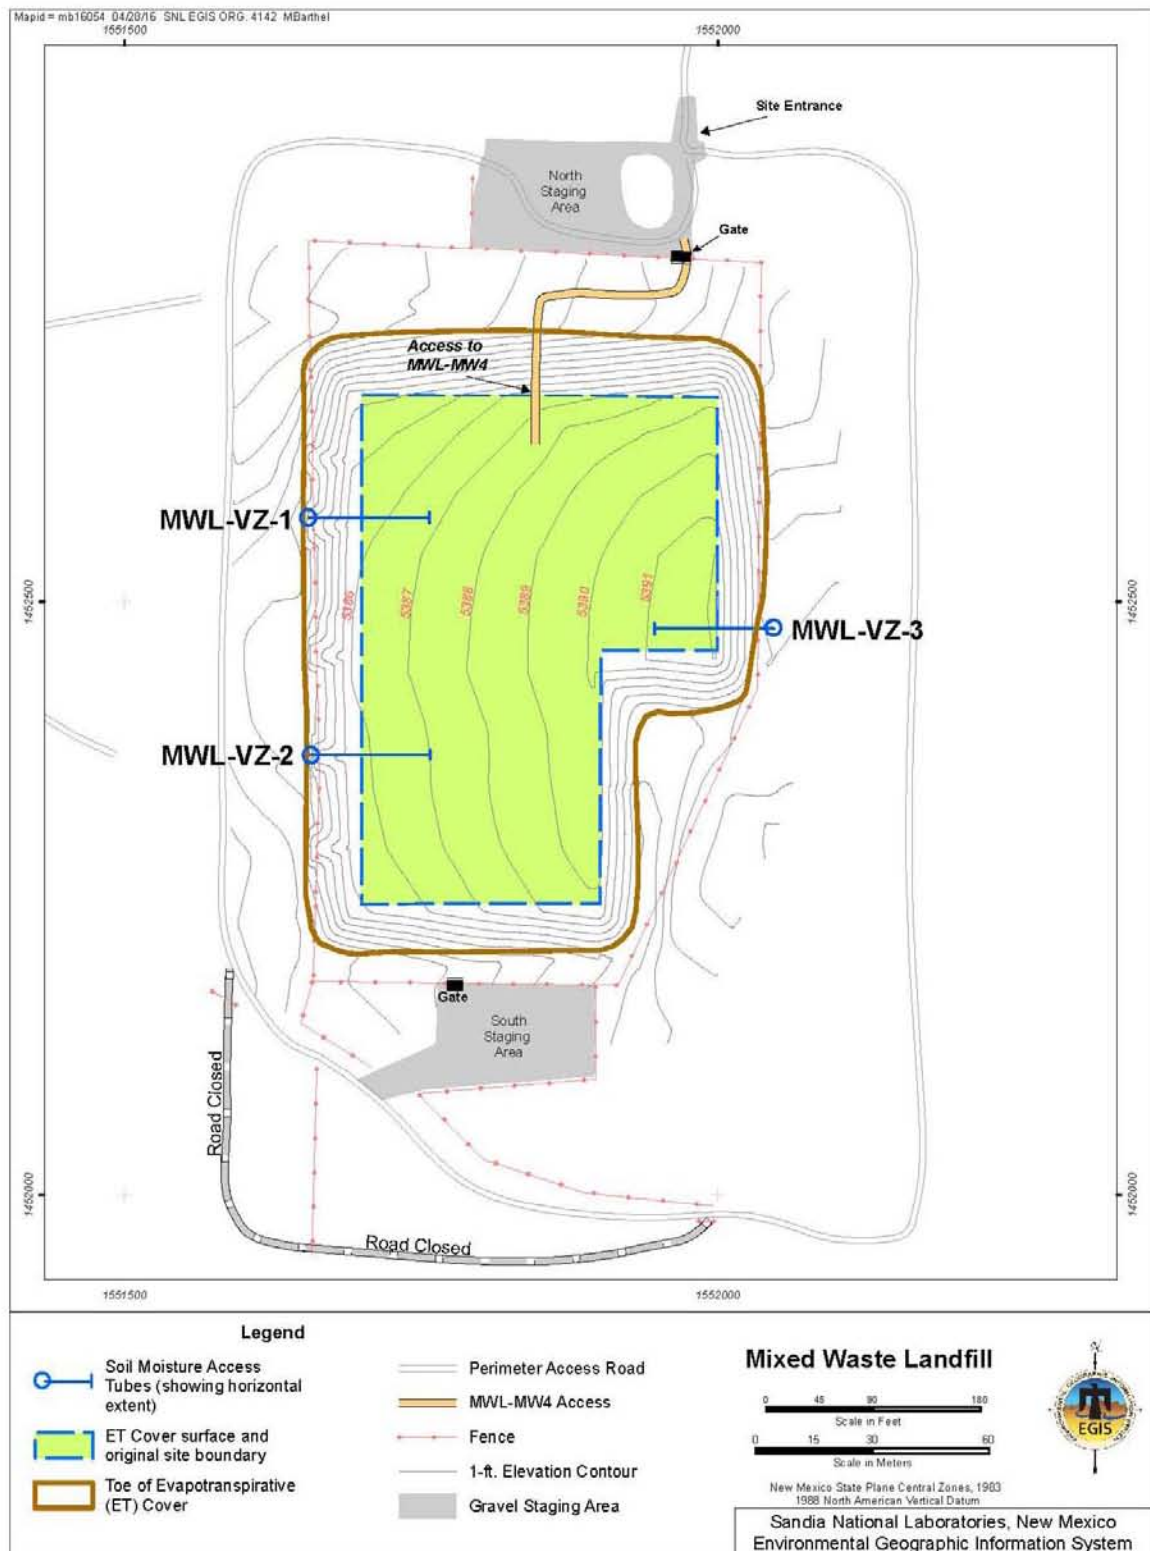 Mapid = mb16054 04/28/16 SNL EGIS ORG. 4142 MBarthel
1551500
1552000
Site Entrance
North
Staging
Area
Gate
Access to
MWL-MW4
MWL-VZ-1
1452500
5386
5387
5388
5389
5390
5391
1452500
MWL-VZ-3
MWL-VZ-2
Gate
South
Staging
Area
Road Closed
1452000
1452000
Road Closed
1551500
1552000
Legend
Soil Moisture Access
Tubes (showing horizontal
extent)
ET Cover surface and
original site boundary
Toe of Evapotranspirative
(ET) Cover
Perimeter Access Road
MWL-MW4 Access
Fence
1-ft. Elevation Contour
Gravel Staging Area
Mixed Waste Landfill
0 45 90 180
Scale in Feet
0 15 30 60
Scale in Meters
New Mexico State Plane Central Zones, 1983
1988 North American Vertical Datum
N
EGIS
Sandia National Laboratories, New Mexico
Environmental Geographic Information System